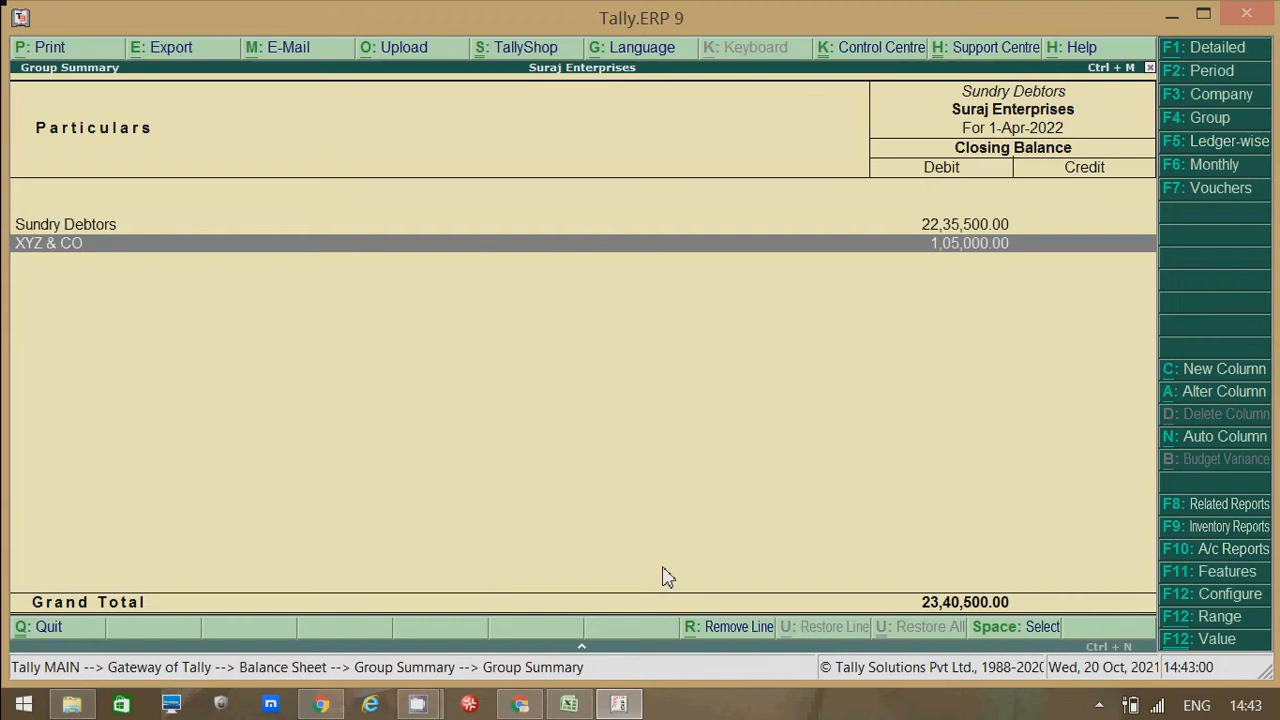 Tally.ERP 9
P: Print E: Export M: E-Mail O: Upload S: TallyShop G: Language K: Keyboard K: Control Centre H: Support Centre H: Help
Group Summary Suraj Enterprises Ctrl + M
Particulars
Sundry Debtors
Suraj Enterprises
For 1-Apr-2022
Closing Balance
Debit Credit
Sundry Debtors 22,35,500.00
XYZ & CO 1,05,000.00
Grand Total 23,40,500.00
F1: Detailed
F2: Period
F3: Company
F4: Group
F5: Ledger-wise
F6: Monthly
F7: Vouchers
C: New Column
A: Alter Column
D: Delete Column
N: Auto Column
B: Budget Variance
F8: Related Reports
F9: Inventory Reports
F10: A/c Reports
F11: Features
F12: Configure
F12: Range
F12: Value
Q: Quit R: Remove Line U: Restore Line U: Restore All Space: Select
Ctrl + N
Tally MAIN --> Gateway of Tally --> Balance Sheet --> Group Summary --> Group Summary © Tally Solutions Pvt Ltd., 1988-2020 Wed, 20 Oct, 2021 14:43:00
ENG 14:43